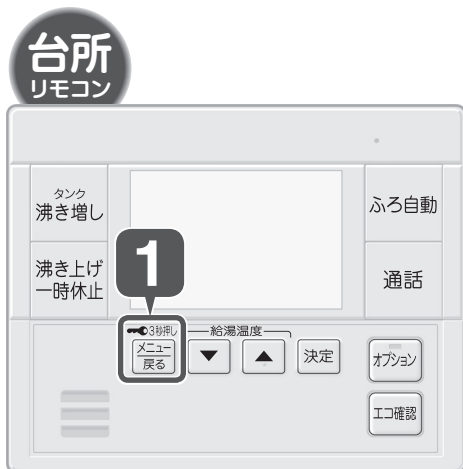 台所
リモコン
タンク
沸き増し
ふろ自動
沸き上げ
一時休止
1
通話
3秒押し
給湯温度
メニュー
戻る
▼
▲
決定
オプション
エコ確認